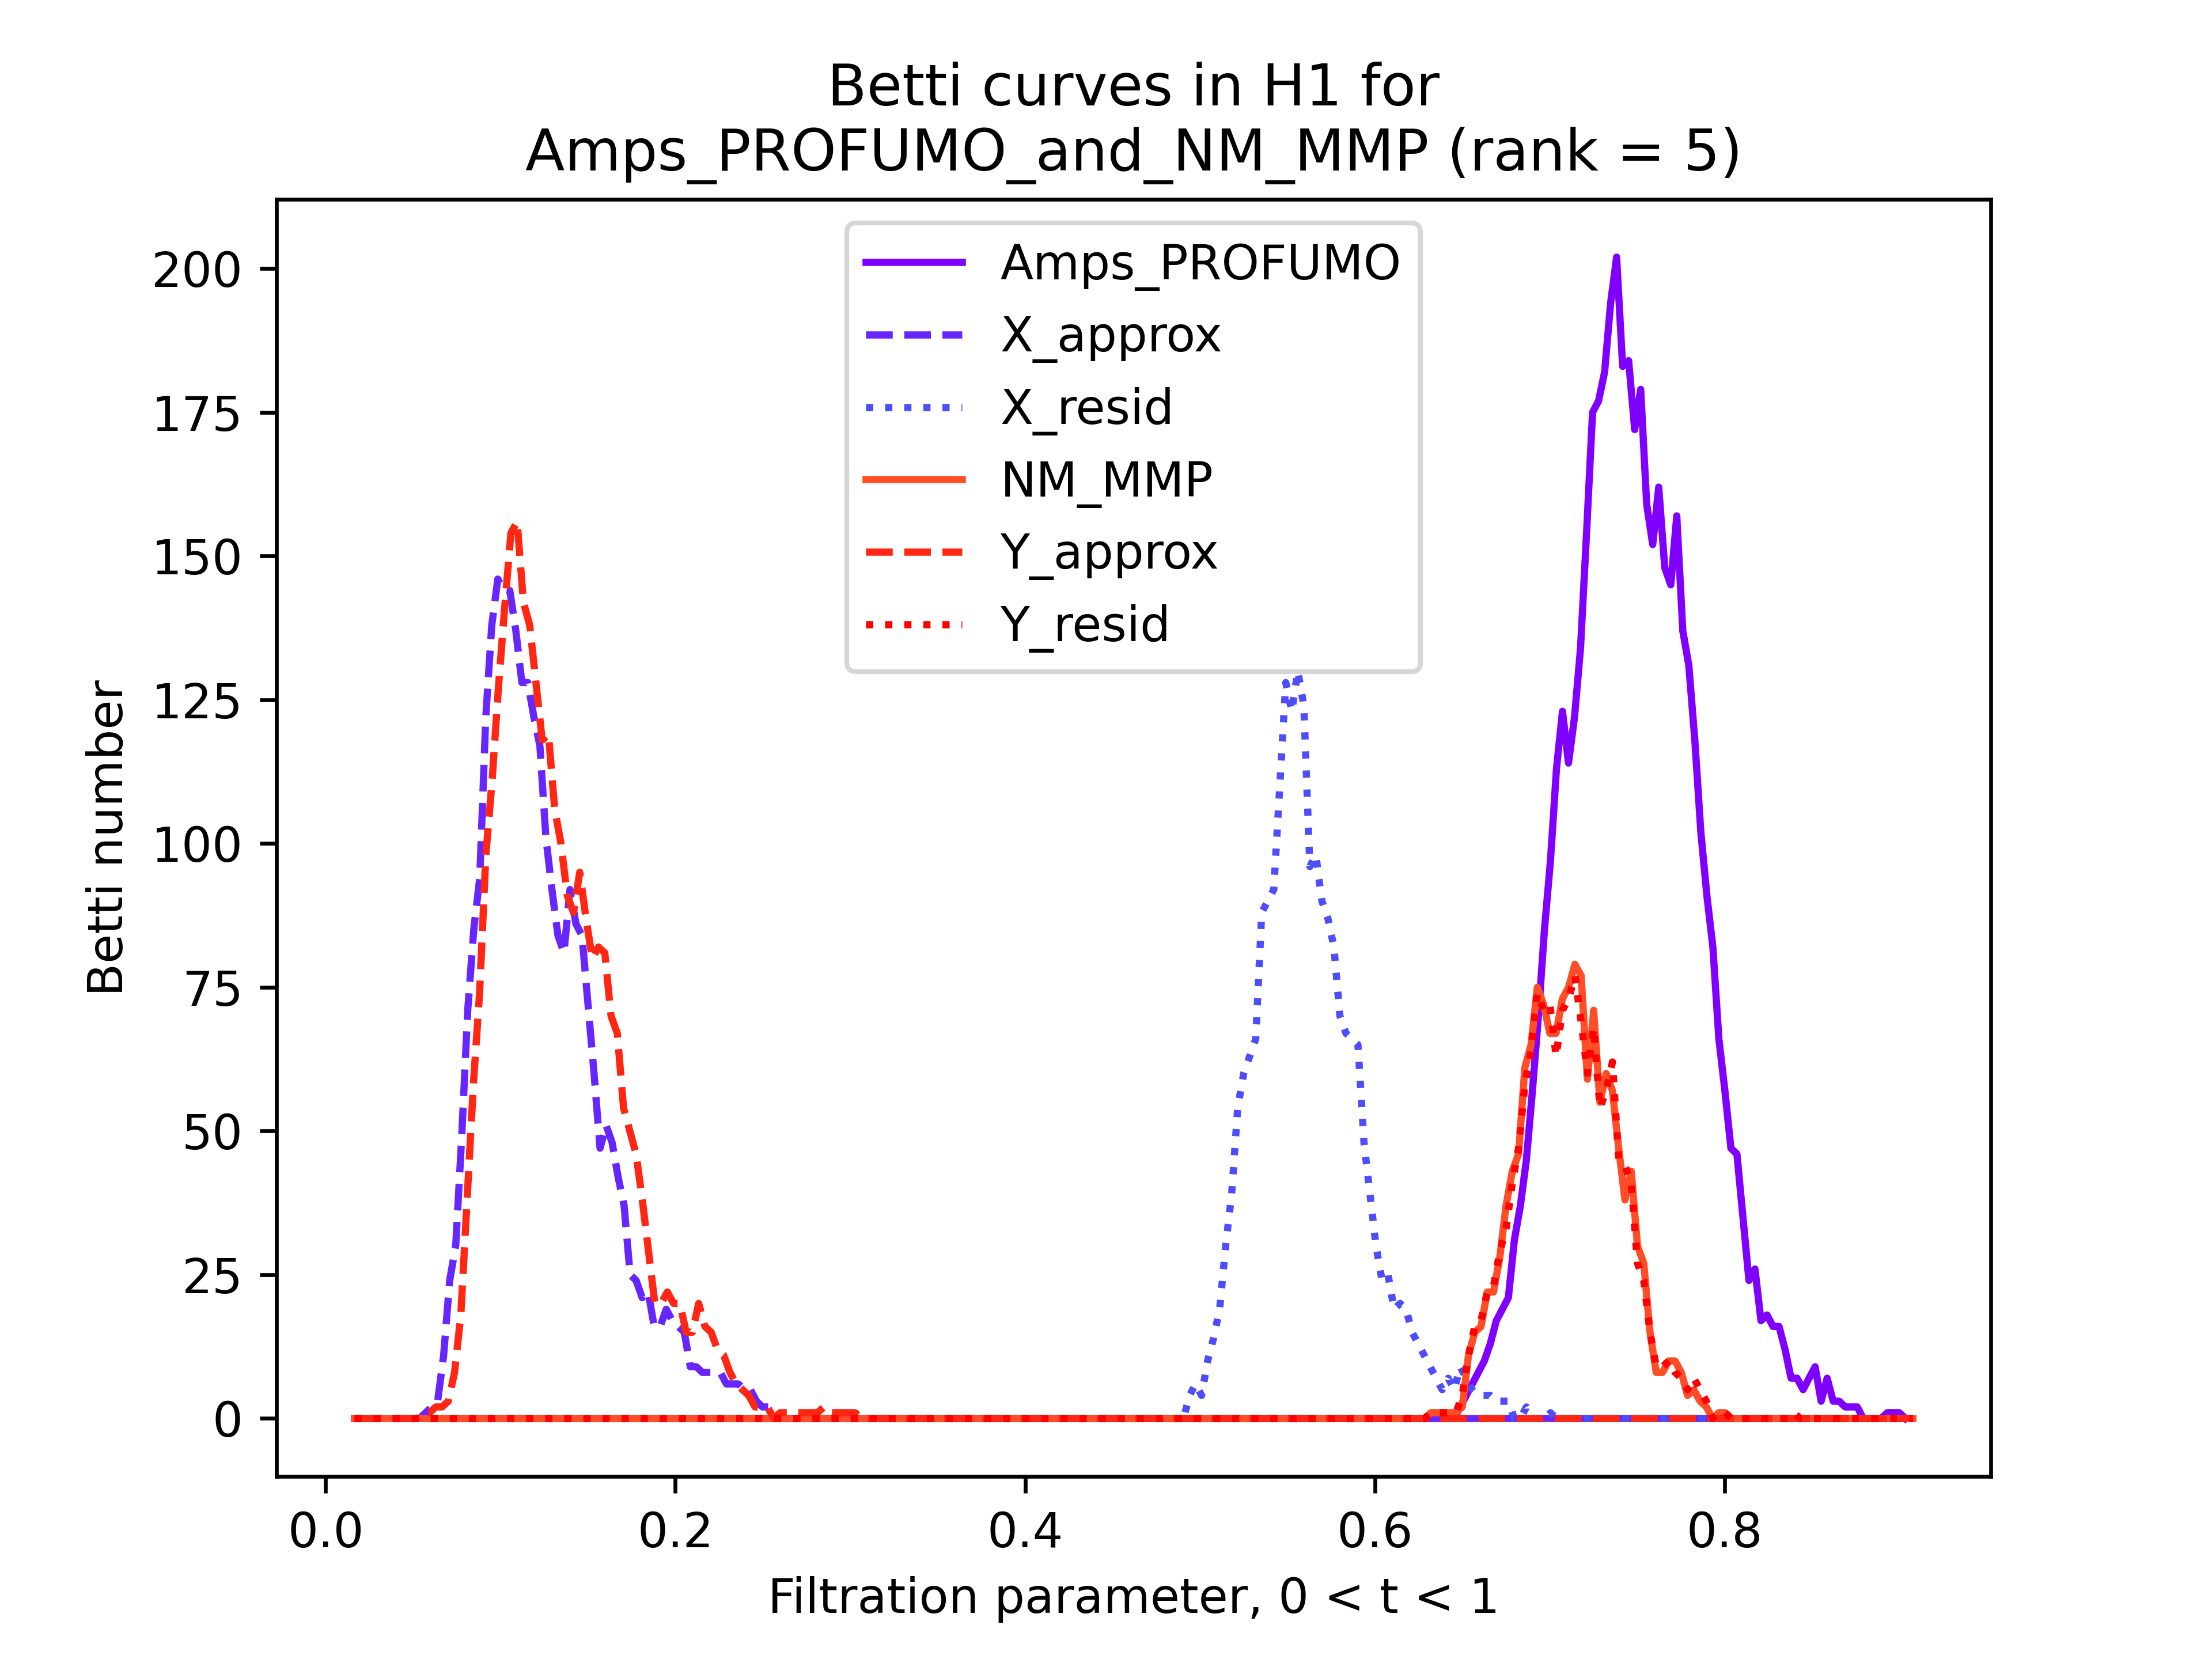 Betti curves in H1 for
Amps_PROFUMO_and_NM_MMP (rank = 5)
Amps_PROFUMO
X_approx
X_resid
NM_MMP
Y_approx
Y_resid
Betti number
200
175
150
125
100
75
50
25
0
0.0 0.2 0.4 0.6 0.8
Filtration parameter, 0 < t < 1